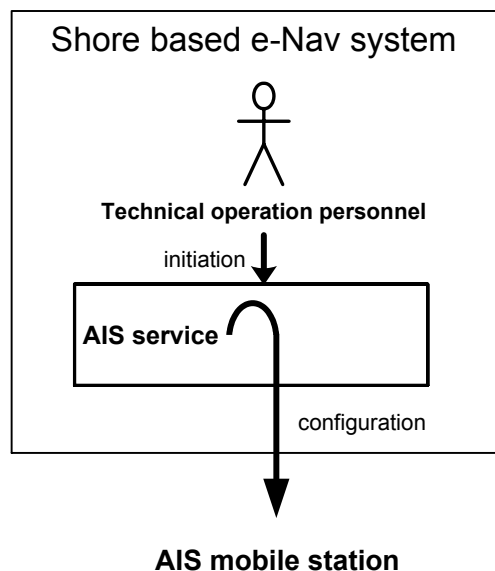 Shore based e-Nav system
Technical operation personnel
initiation
AIS service
configuration
AIS mobile station